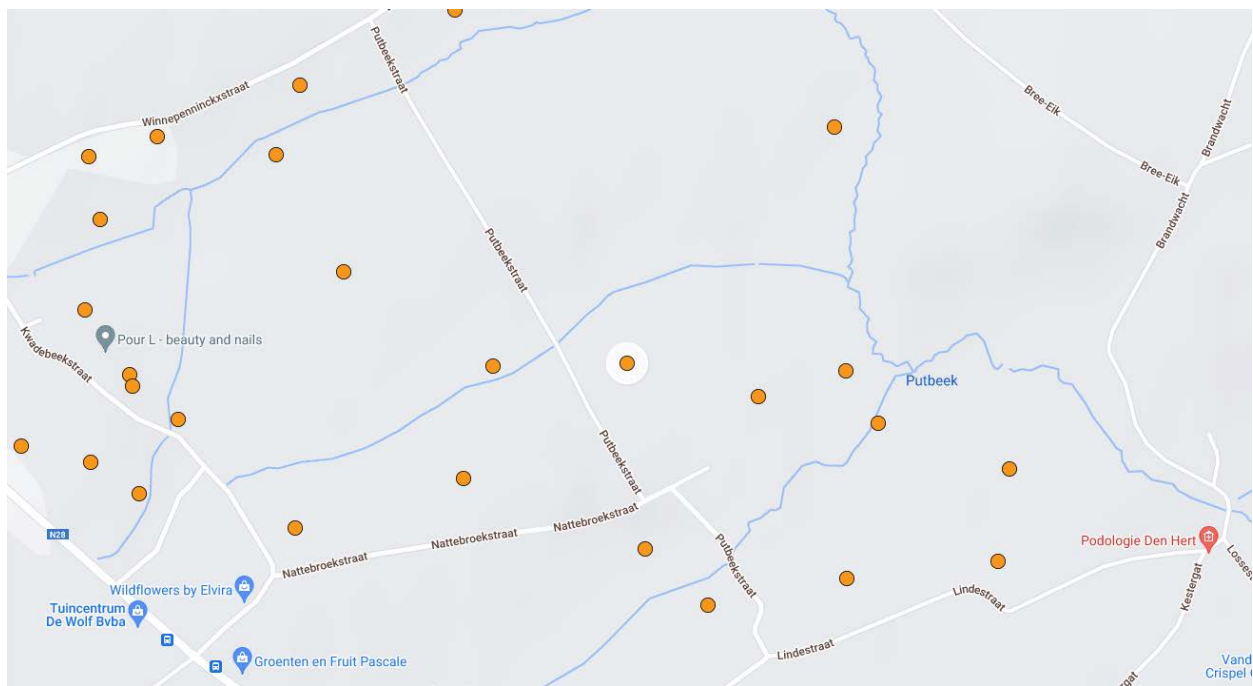 Putbeekstraat
Winnepenninckxstraat
Bree-Eik
Brandwacht
Bree-Eik
Brandwacht
Putbeekstraat
Kwadebeekstraat
Pour L - beauty and nails
Putbeek
Putbeekstraat
N28
Nattebroekstraat
Nattebroekstraat
Nattebroekstraat
Putbeekstraat
Podologie Den Hert
Wildflowers by Elvira
Lindestraat
Kestergat
Tuincentrum
De Wolf Bvba
Groenten en Fruit Pascale
Lindestraat